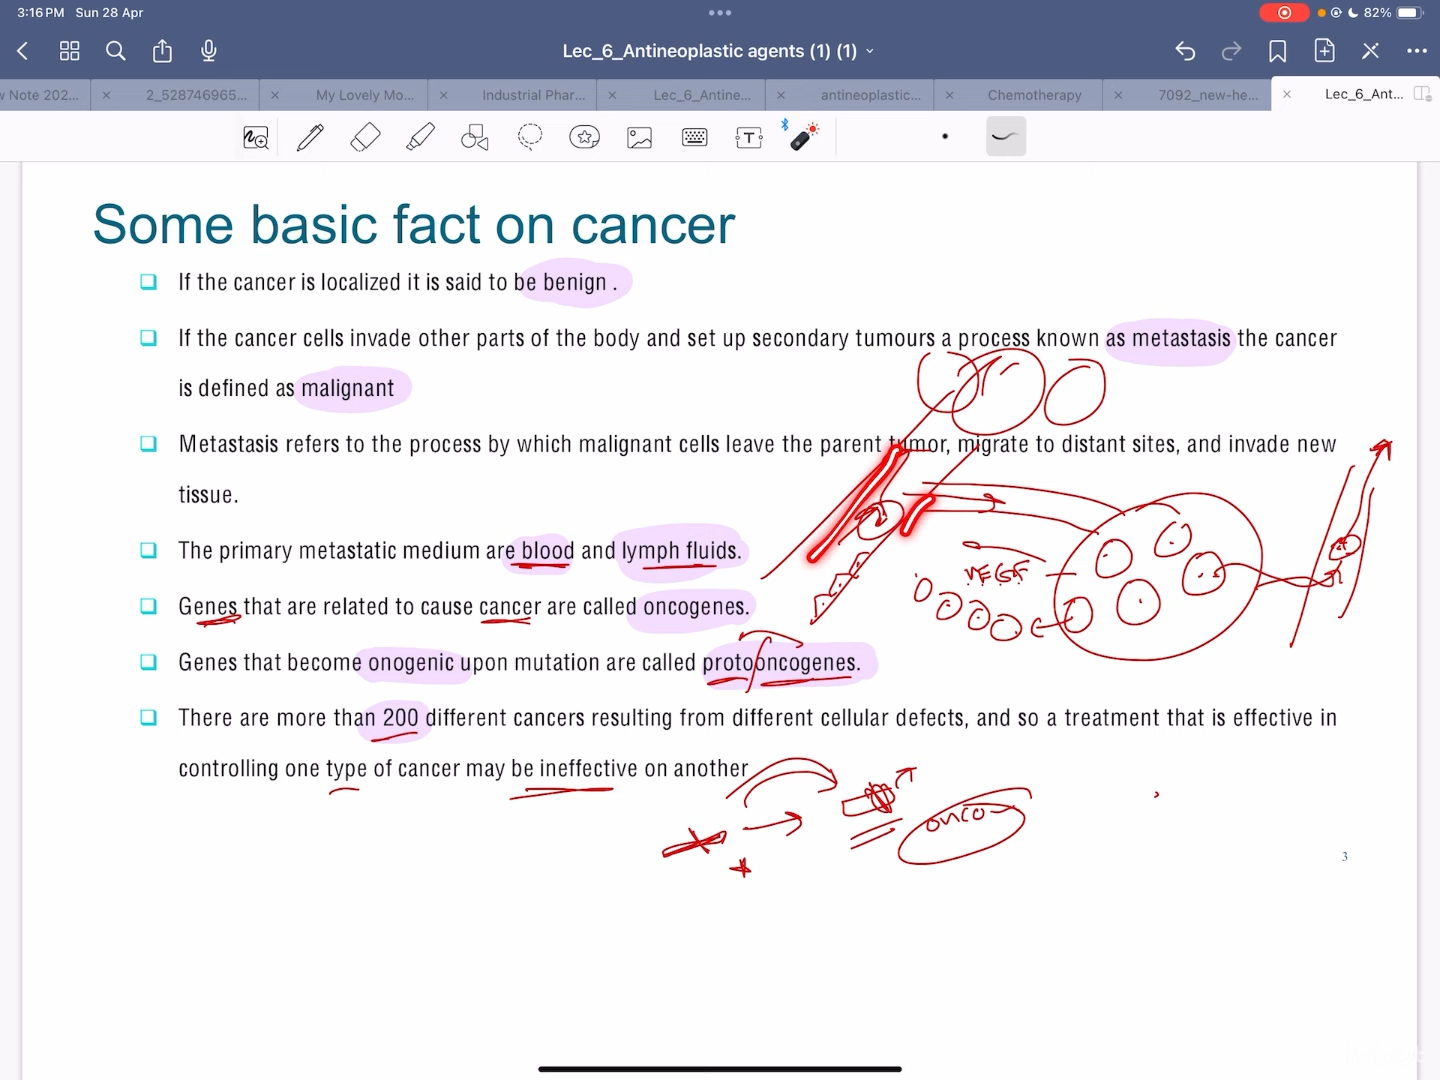 3:16 PM Sun 28 Apr
82%
Lec_6_Antineoplastic agents (1) (1)
w Note 202...
2_528746965...
My Lovely Mo...
Industrial Phar...
Lec_6_Antine...
antineoplastic...
Chemotherapy
7092_new-he...
Lec_6_Ant...
Some basic fact on cancer
If the cancer is localized it is said to be benign .
If the cancer cells invade other parts of the body and set up secondary tumours a process known as metastasis the cancer
is defined as malignant
Metastasis refers to the process by which malignant cells leave the parent tumor, migrate to distant sites, and invade new
tissue.
The primary metastatic medium are blood and lymph fluids.
VEGF
Genes that are related to cause cancer are called oncogenes.
Genes that become onogenic upon mutation are called protooncogenes.
There are more than 200 different cancers resulting from different cellular defects, and so a treatment that is effective in
controlling one type of cancer may be ineffective on another
onco
3